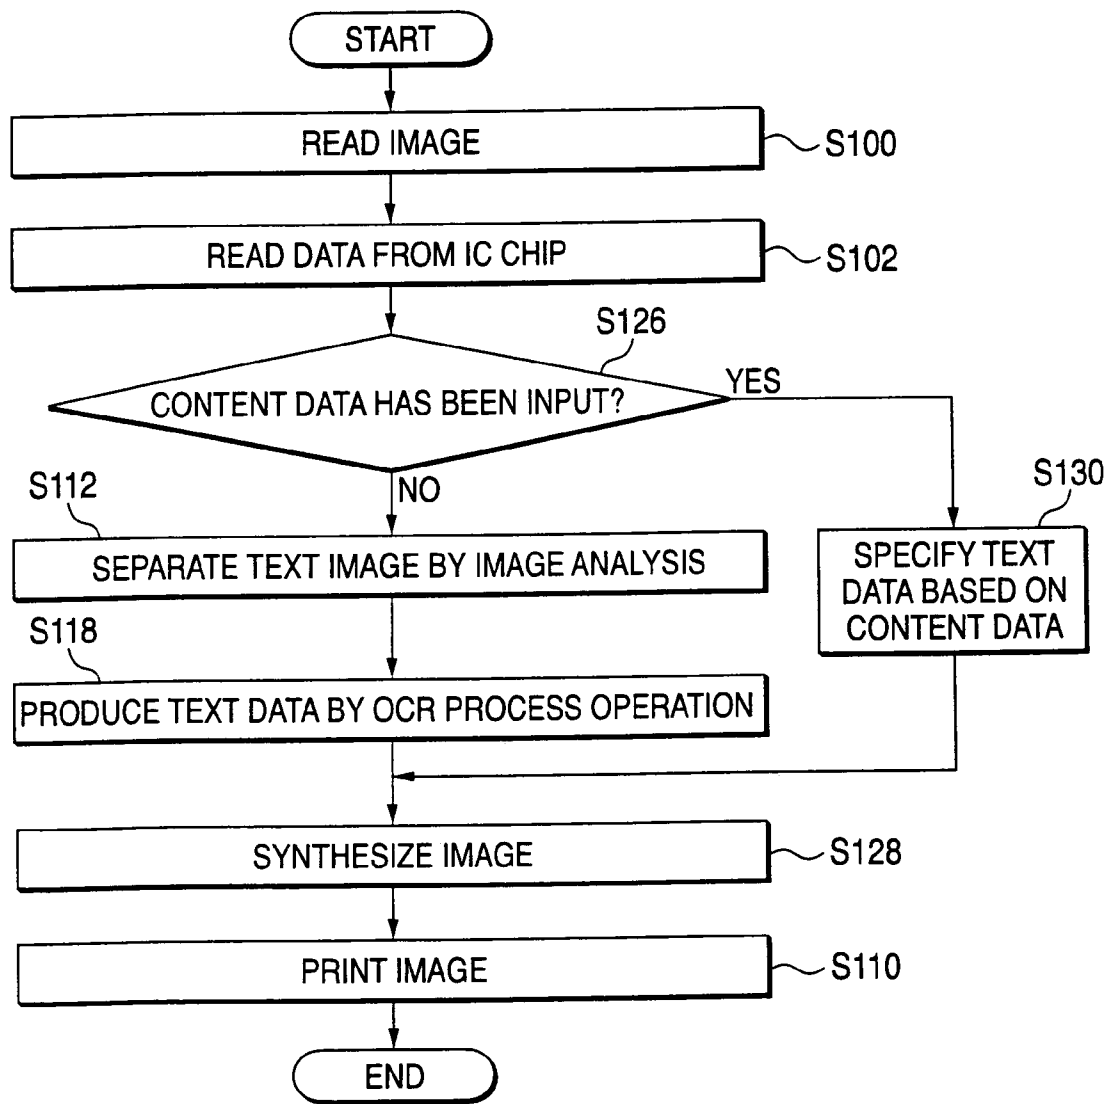 START
READ IMAGE
S100
READ DATA FROM IC CHIP
S102
S126
CONTENT DATA HAS BEEN INPUT?
YES
NO
S112
SEPARATE TEXT IMAGE BY IMAGE ANALYSIS
S130
SPECIFY TEXT
DATA BASED ON
CONTENT DATA
S118
PRODUCE TEXT DATA BY OCR PROCESS OPERATION
SYNTHESIZE IMAGE
S128
PRINT IMAGE
S110
END